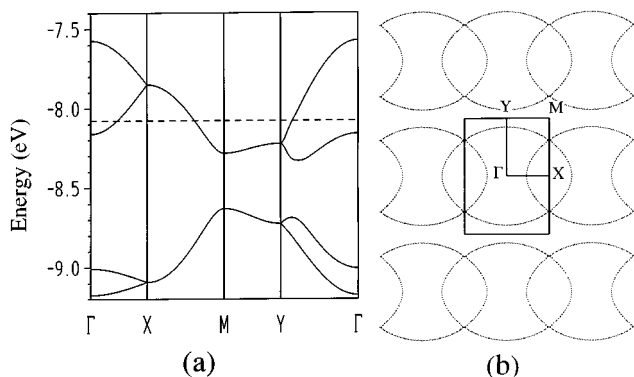 -7.5
-8.0
-8.5
-9.0
Energy (eV)
Γ X M Y Γ
(a)
Y M
Γ X
(b)